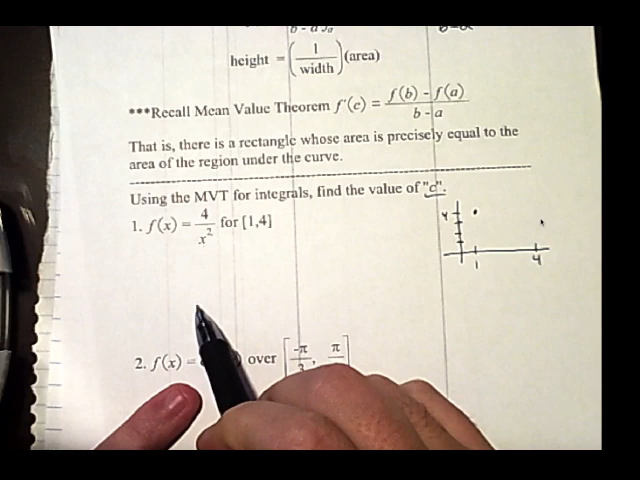 height = (1/width)(area)
***Recall Mean Value Theorem f'(c) = f(b) - f(a) / b - a
That is, there is a rectangle whose area is precisely equal to the
area of the region under the curve.
Using the MVT for integrals, find the value of "c".
1. f(x) = 4/x² for [1,4]
4
1
4
2. f(x) = over [-π/3, π